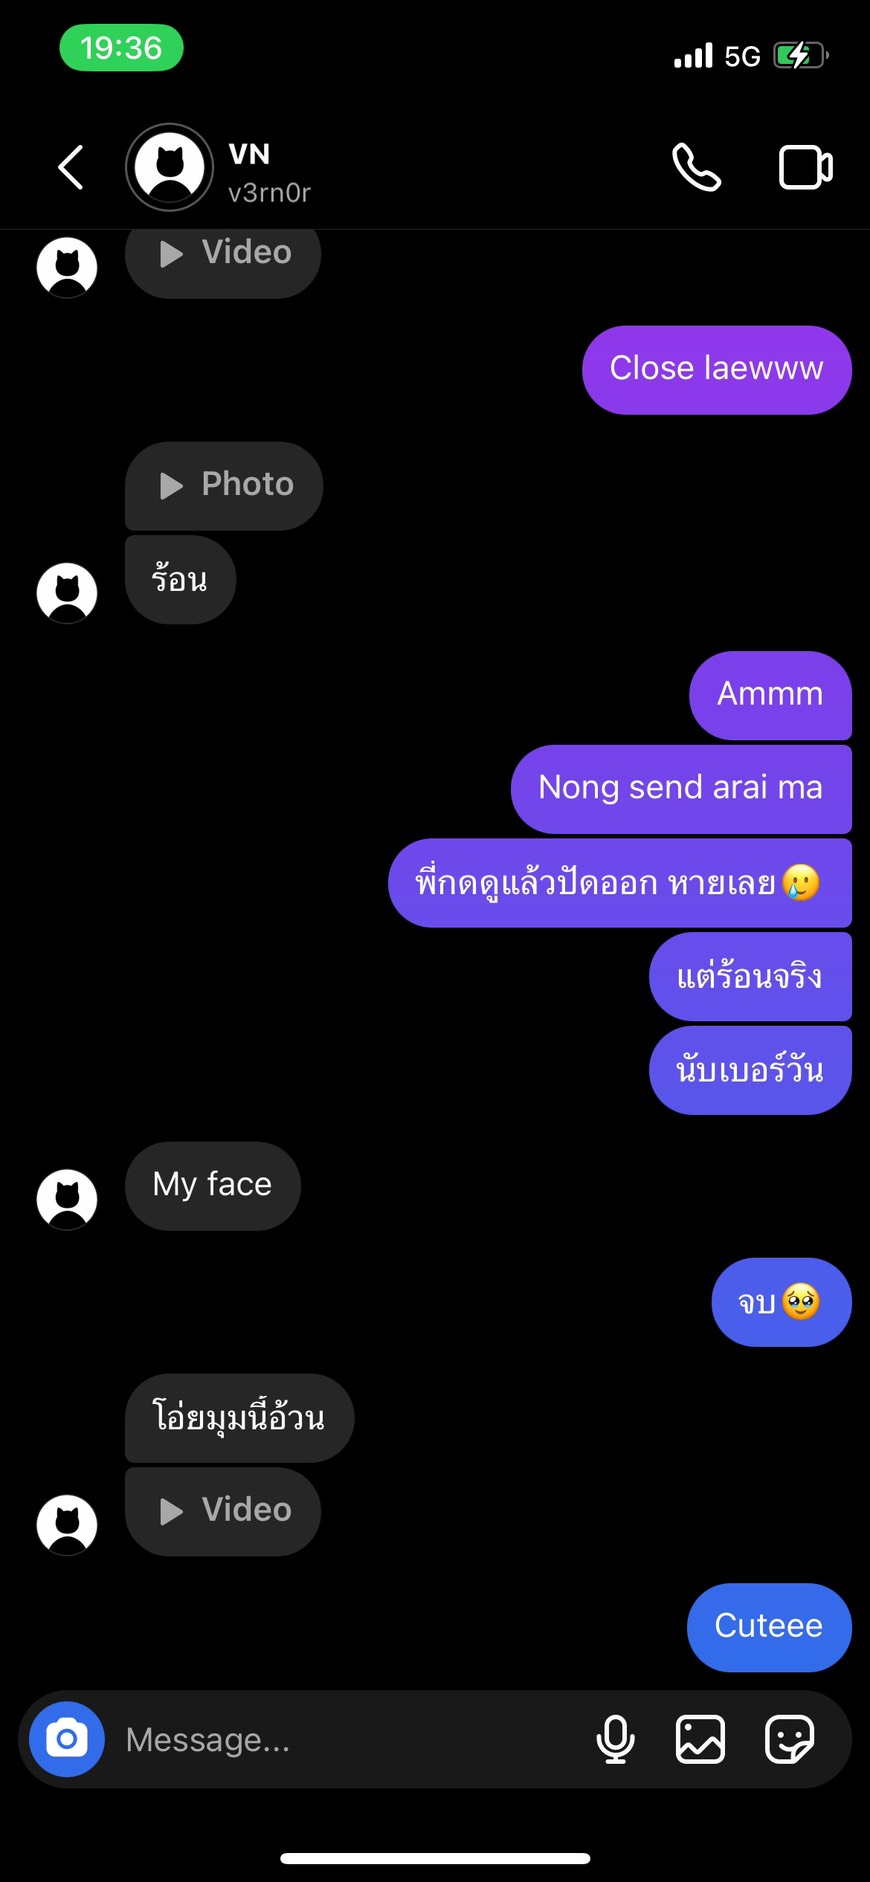 19:36
5G
VN
v3rn0r
Video
Close laewww
Photo
ร้อน
Ammm
Nong send arai ma
พี่กดดูแล้วปัดออก หายเลย🥲
แต่ร้อนจริง
นับเบอร์วัน
My face
จบ🥹
โอ่ยมุมนี้อ้วน
Video
Cuteee
Message...